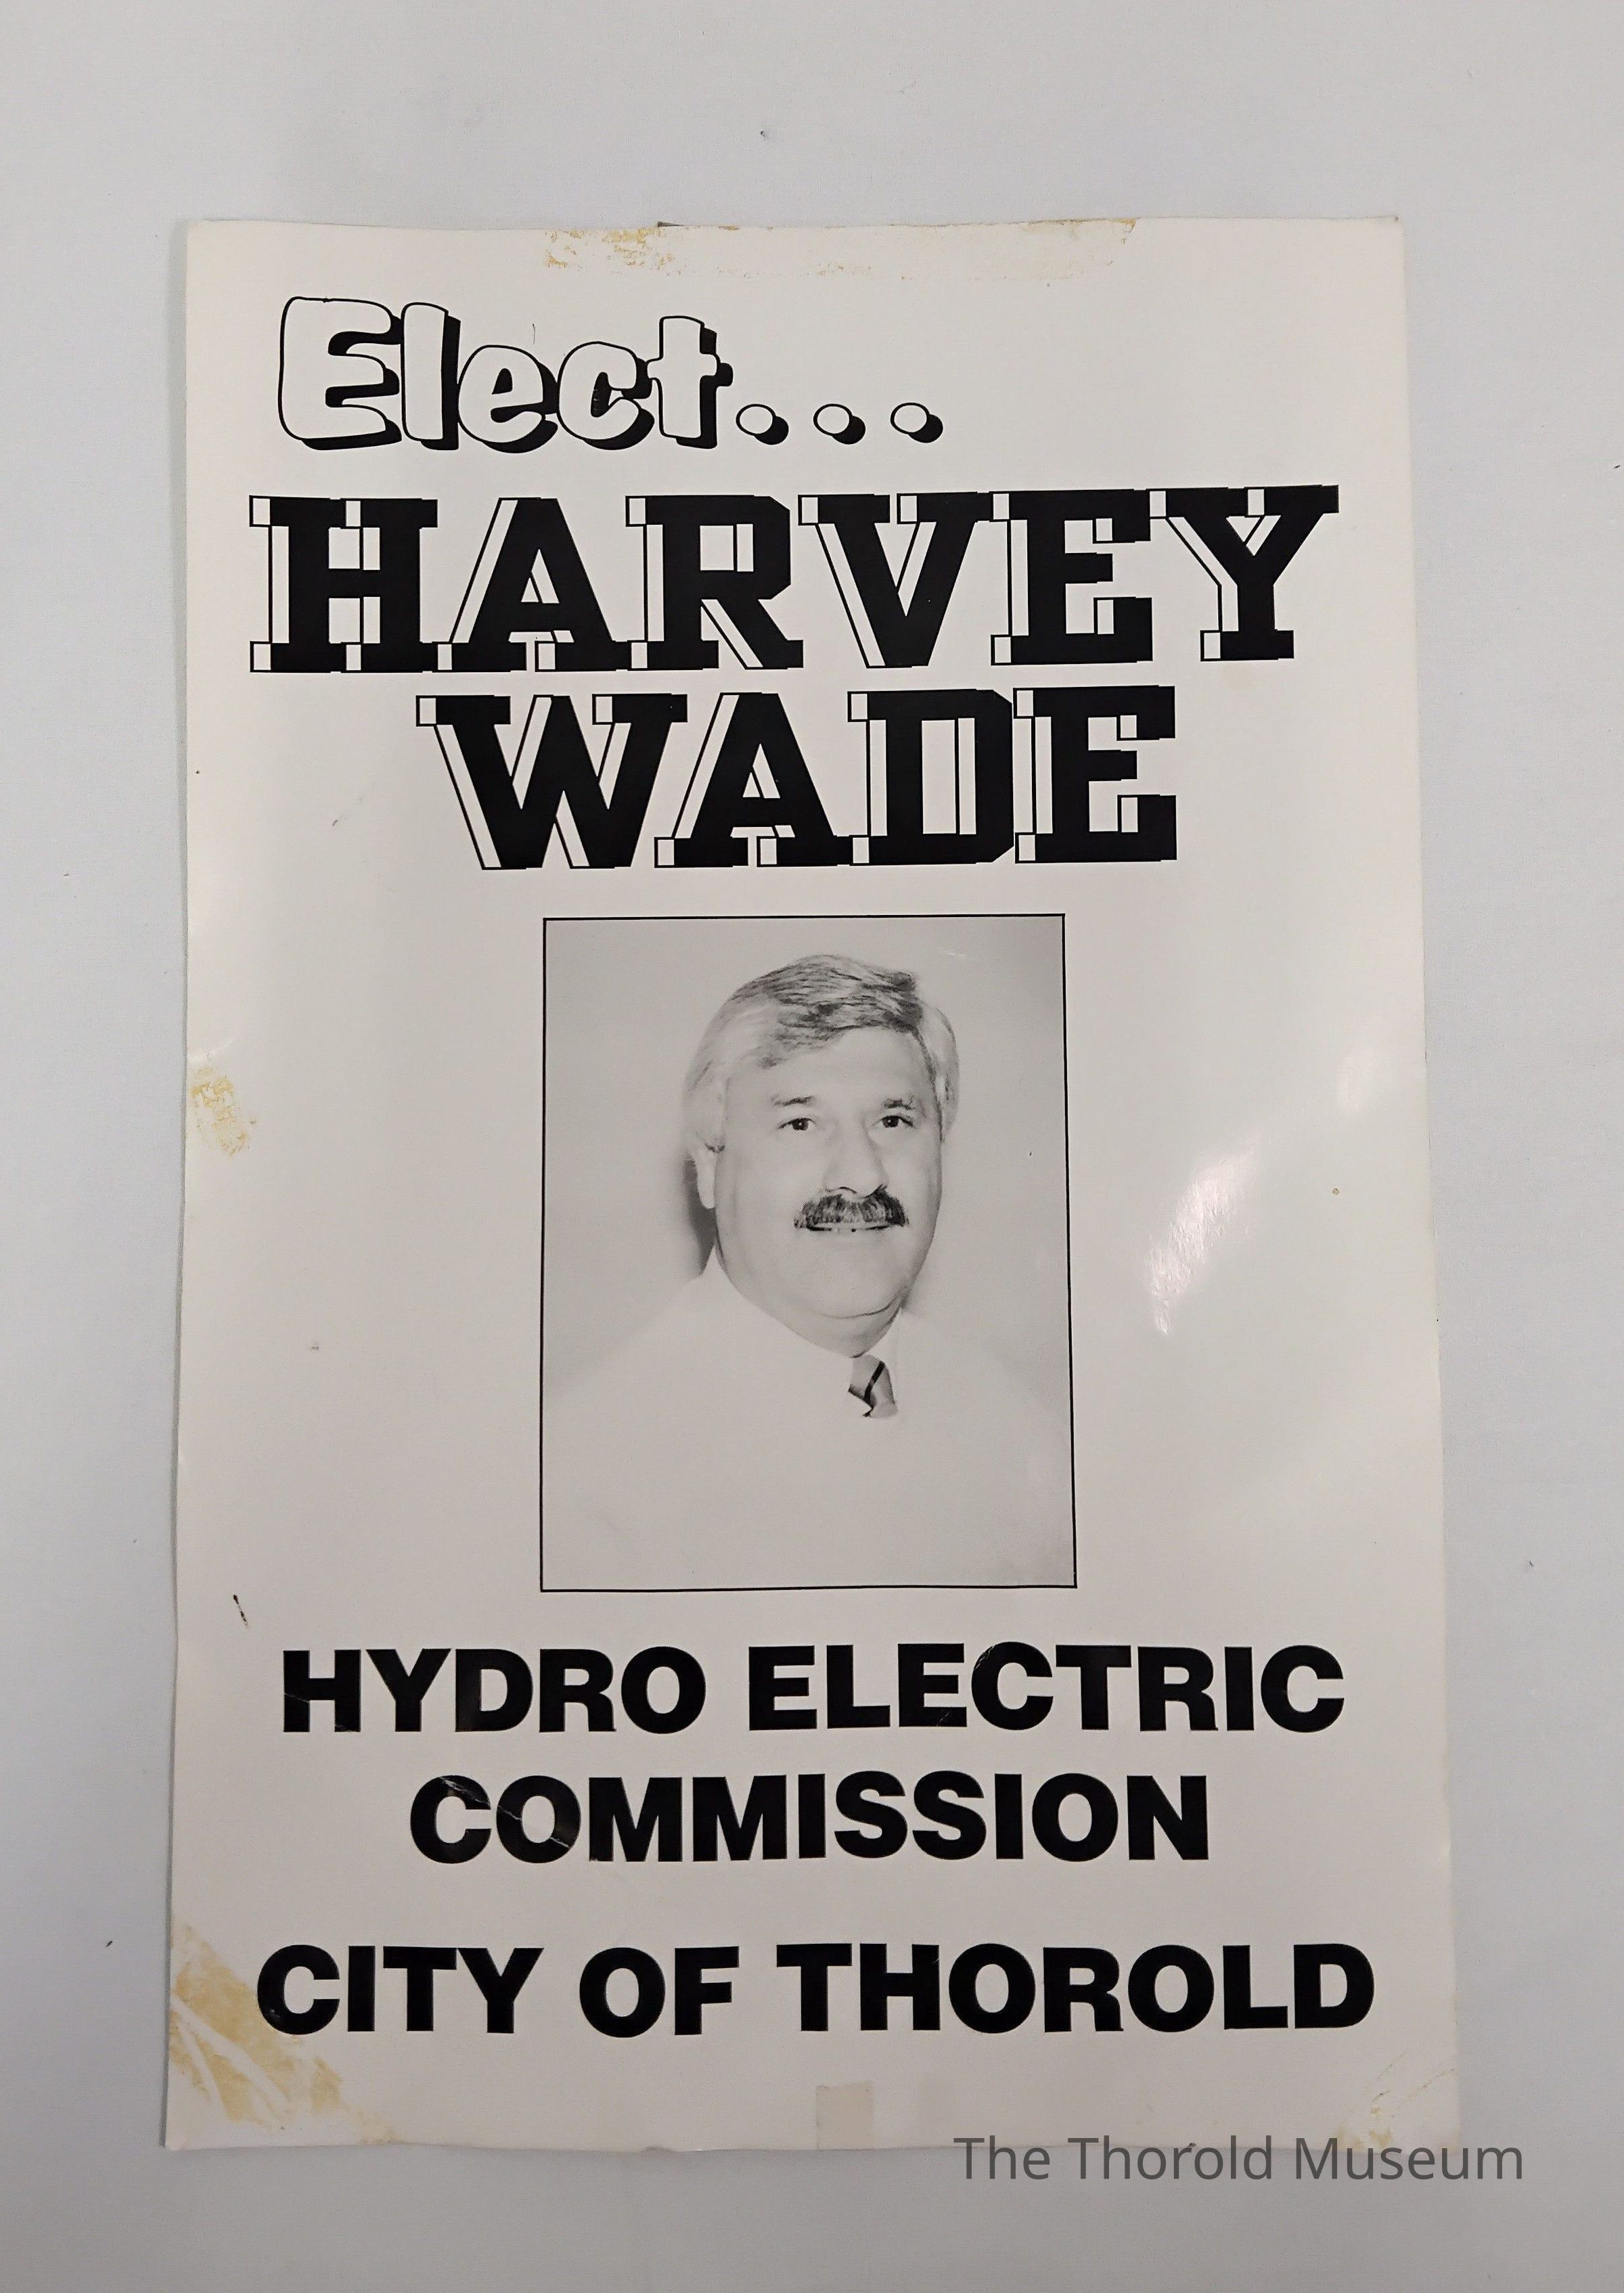 Elect...
HARVEY
WADE
HYDRO ELECTRIC
COMMISSION
CITY OF THOROLD
The Thorold Museum